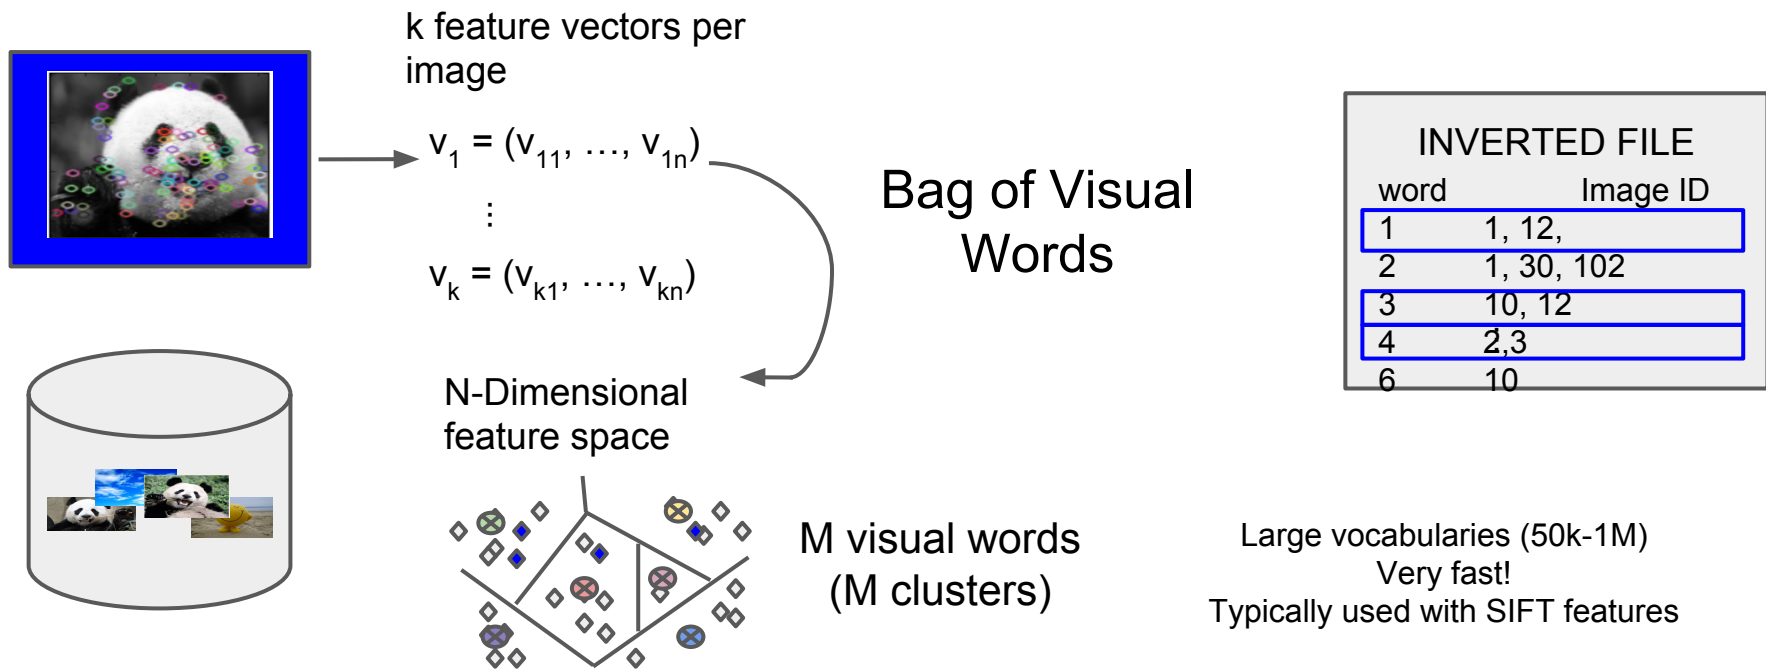 k feature vectors per
image
v1 = (v11, …, v1n)
⋮
vk = (vk1, …, vkn)
Bag of Visual
Words
INVERTED FILE
word Image ID
1 1, 12,
2 1, 30, 102
3 10, 12
4 2,3
6 10
N-Dimensional
feature space
M visual words
(M clusters)
Large vocabularies (50k-1M)
Very fast!
Typically used with SIFT features